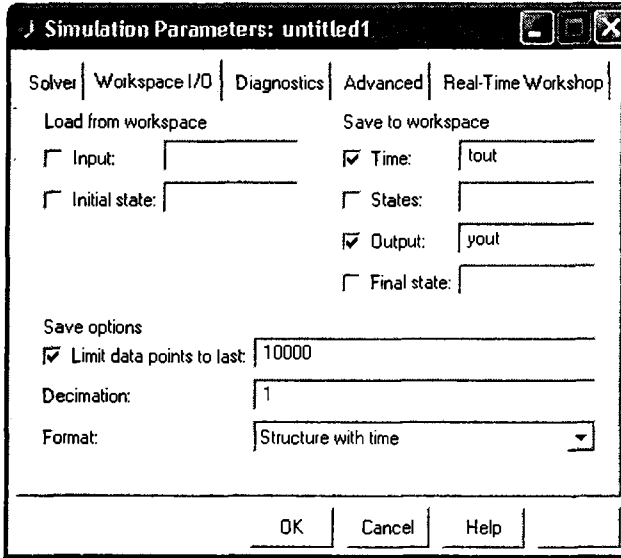 Simulation Parameters: untitled1
Solver Workspace I/O Diagnostics Advanced Real-Time Workshop
Load from workspace Save to workspace
Input: Time: tout
Initial state: States:
Output: yout
Final state:
Save options
Limit data points to last: 10000
Decimation: 1
Format: Structure with time
OK Cancel Help